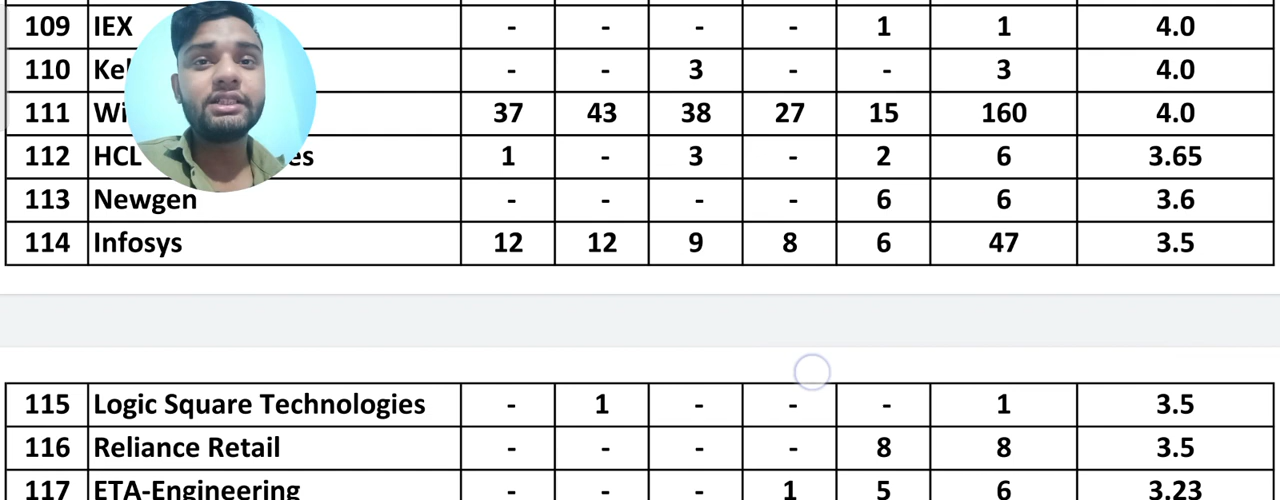 109 IEX - - - - 1 1 4.0
110 - - 3 - - 3 4.0
111 37 43 38 27 15 160 4.0
112 HCL 1 - 3 - 2 6 3.65
113 Newgen - - - - 6 6 3.6
114 Infosys 12 12 9 8 6 47 3.5
115 Logic Square Technologies - 1 - - - 1 3.5
116 Reliance Retail - - - - 8 8 3.5
117 ETA-Engineering - - - 1 5 6 3.23